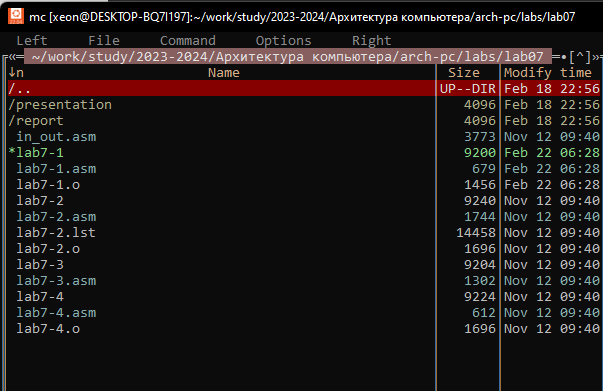 mc [xeon@DESKTOP-BQ7I197]:~/work/study/2023-2024/Архитектура компьютера/arch-pc/labs/lab07
Left File Command Options Right
«═ ~/work/study/2023-2024/Архитектура компьютера/arch-pc/labs/lab07 ═•[^]»
↓n Name Size Modify time
/.. UP--DIR Feb 18 22:56
/presentation 4096 Feb 18 22:56
/report 4096 Feb 18 22:56
in_out.asm 3773 Nov 12 09:40
*lab7-1 9200 Feb 22 06:28
lab7-1.asm 679 Feb 22 06:28
lab7-1.o 1456 Feb 22 06:28
lab7-2 9240 Nov 12 09:40
lab7-2.asm 1744 Nov 12 09:40
lab7-2.lst 14458 Nov 12 09:40
lab7-2.o 1696 Nov 12 09:40
lab7-3 9204 Nov 12 09:40
lab7-3.asm 1302 Nov 12 09:40
lab7-4 9224 Nov 12 09:40
lab7-4.asm 612 Nov 12 09:40
lab7-4.o 1696 Nov 12 09:40